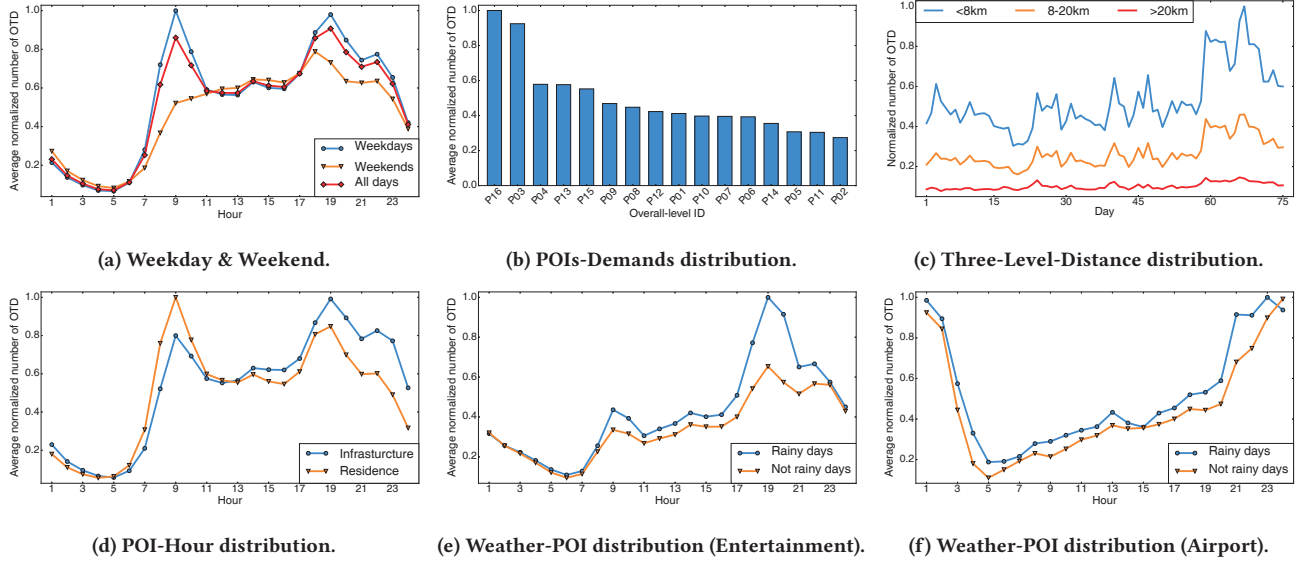 Average normalized number of OTD
1.0
0.8
0.6
0.4
0.2
Weekdays
Weekends
All days
1 3 5 7 9 11 13 15 17 19 21 23
Hour
(a) Weekday & Weekend.
Average normalized number of OTD
1.0
0.8
0.6
0.4
0.2
P16 P03 P04 P13 P15 P09 P08 P12 P01 P10 P07 P06 P14 P05 P11 P02
Overall-level ID
(b) POIs-Demands distribution.
Normalized number of OTD
<8km 8-20km >20km
1.0
0.8
0.6
0.4
0.2
1 15 30 45 60 75
Day
(c) Three-Level-Distance distribution.
Average normalized number of OTD
1.0
0.8
0.6
0.4
0.2
Infrasturcture
Residence
1 3 5 7 9 11 13 15 17 19 21 23
Hour
(d) POI-Hour distribution.
Average normalized number of OTD
1.0
0.8
0.6
0.4
0.2
Rainy days
Not rainy days
1 3 5 7 9 11 13 15 17 19 21 23
Hour
(e) Weather-POI distribution (Entertainment).
Average normalized number of OTD
1.0
0.8
0.6
0.4
0.2
Rainy days
Not rainy days
1 3 5 7 9 11 13 15 17 19 21 23
Hour
(f) Weather-POI distribution (Airport).